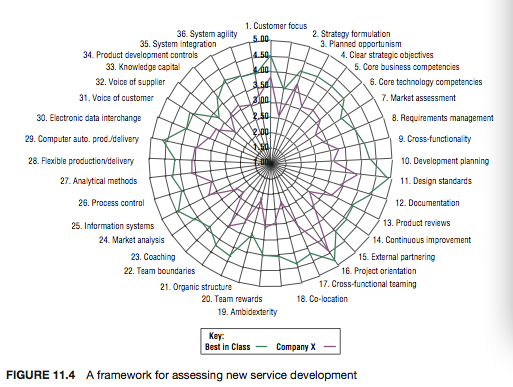 1. Customer focus
2. Strategy formulation
3. Planned opportunism
4. Clear strategic objectives
5. Core business competencies
6. Core technology competencies
7. Market assessment
8. Requirements management
9. Cross-functionality
10. Development planning
11. Design standards
12. Documentation
13. Product reviews
14. Continuous improvement
15. External partnering
16. Project orientation
17. Cross-functional teaming
18. Co-location
19. Ambidexterity
20. Team rewards
21. Organic structure
22. Team boundaries
23. Coaching
24. Market analysis
25. Information systems
26. Process control
27. Analytical methods
28. Flexible production/delivery
29. Computer auto. prod./delivery
30. Electronic data interchange
31. Voice of customer
32. Voice of supplier
33. Knowledge capital
34. Product development controls
35. System integration
36. System agility
5.00
4.50
4.00
3.50
3.00
2.50
2.00
1.50
1.00
Key:
Best in Class Company X
FIGURE 11.4 A framework for assessing new service development